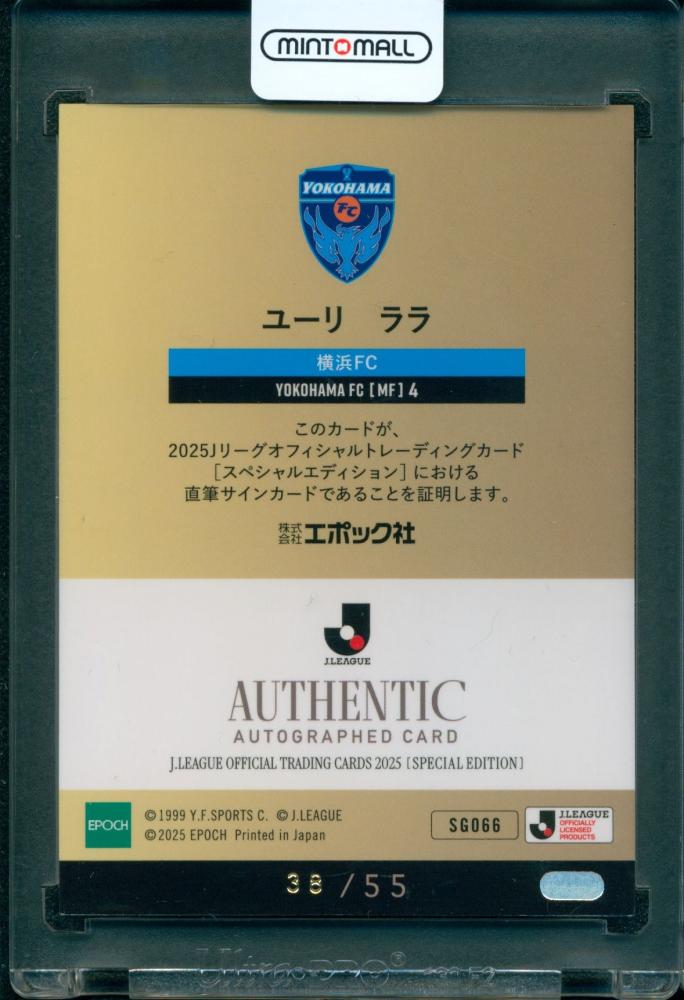 MINT MALL
YOKOHAMA
FC
ユーリ ララ
横浜FC
YOKOHAMA FC [MF] 4
このカードが、
2025Jリーグオフィシャルトレーディングカード
[スペシャルエディション] における
直筆サインカードであることを証明します。
株式会社エポック社
J.LEAGUE
AUTHENTIC
AUTOGRAPHED CARD
J.LEAGUE OFFICIAL TRADING CARDS 2025 [SPECIAL EDITION]
EPOCH
©1999 Y.F.SPORTS C. ©J.LEAGUE
©2025 EPOCH Printed in Japan
SG066
J.LEAGUE
OFFICIALLY
LICENSED
PRODUCTS
38/55
Ultra PRO®